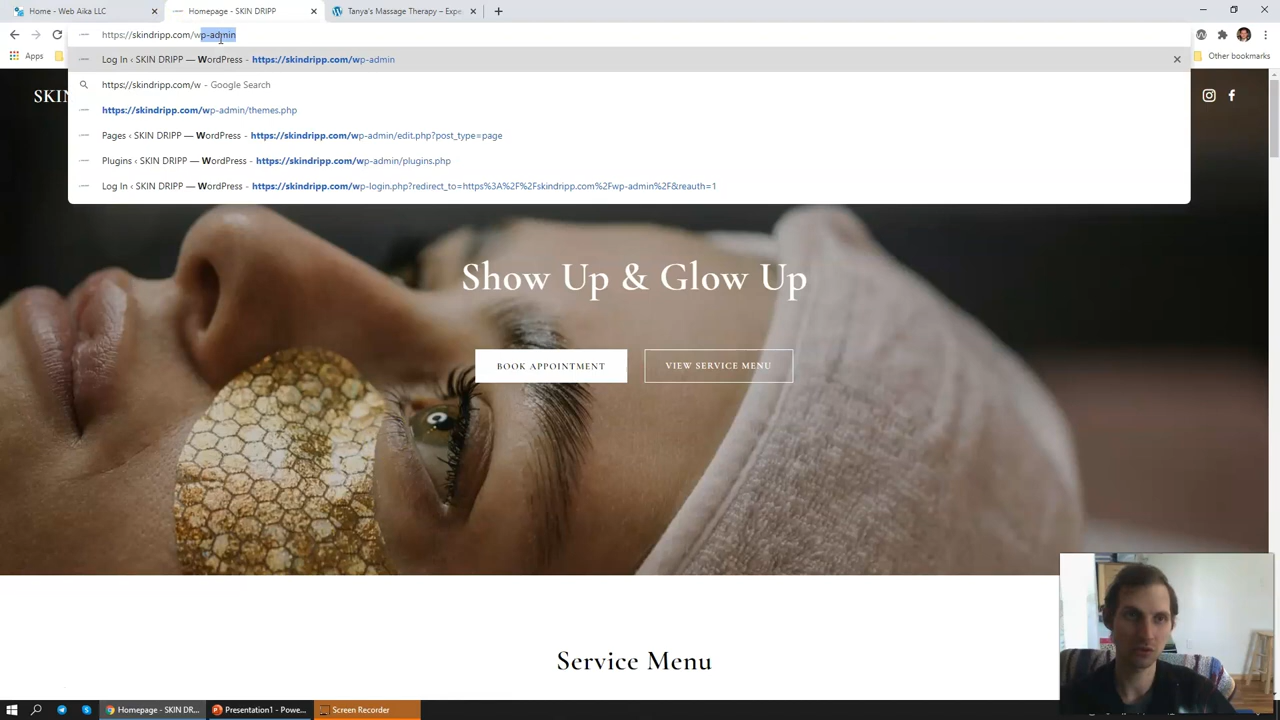 Home - Web Aika LLC
Homepage - SKIN DRIPP
Tanya's Massage Therapy – Expe
https://skindripp.com/wp-admin
Apps
Other bookmarks
Log In ‹ SKIN DRIPP — WordPress - https://skindripp.com/wp-admin
https://skindripp.com/w - Google Search
https://skindripp.com/wp-admin/themes.php
Pages ‹ SKIN DRIPP — WordPress - https://skindripp.com/wp-admin/edit.php?post_type=page
Plugins ‹ SKIN DRIPP — WordPress - https://skindripp.com/wp-admin/plugins.php
Log In ‹ SKIN DRIPP — WordPress - https://skindripp.com/wp-login.php?redirect_to=https%3A%2F%2Fskindripp.com%2Fwp-admin%2F&reauth=1
SKIN
Show Up & Glow Up
BOOK APPOINTMENT
VIEW SERVICE MENU
Service Menu
Homepage - SKIN DR...
Presentation1 - Powe...
Screen Recorder